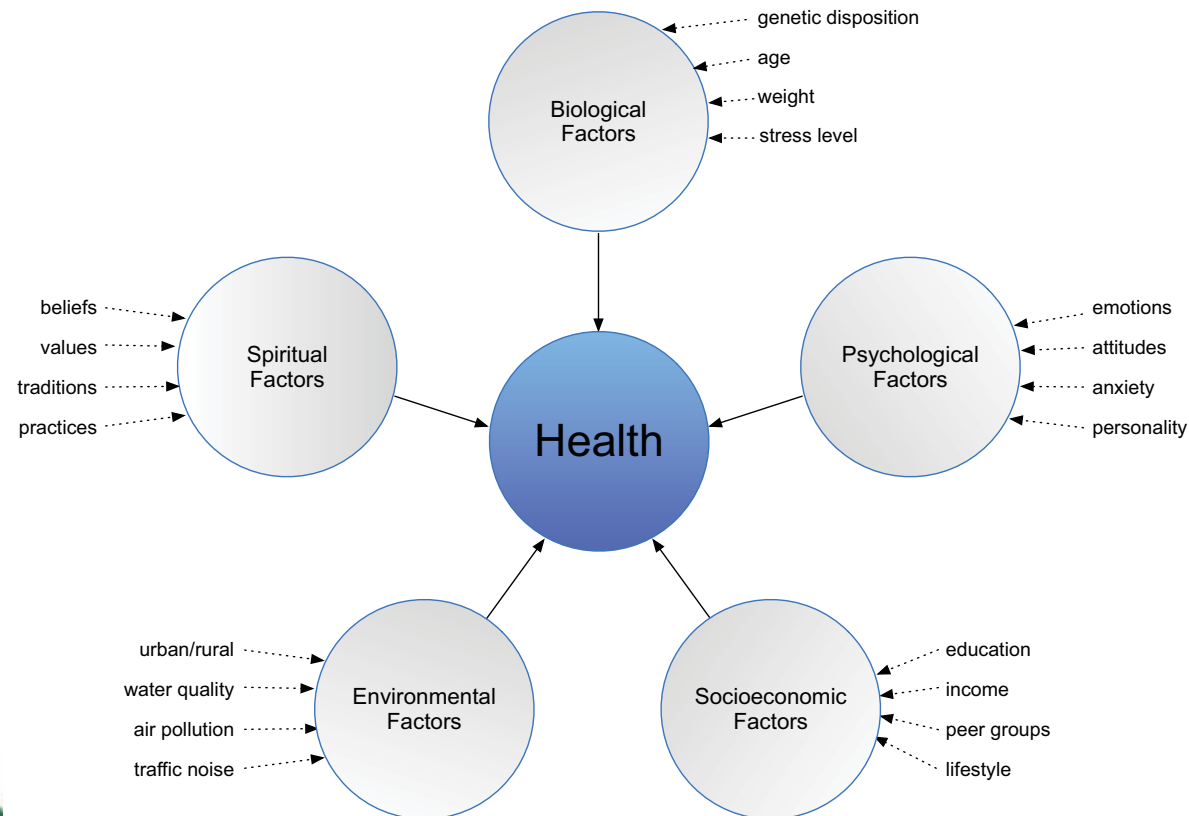 genetic disposition
age
weight
stress level
Biological
Factors
beliefs
values
traditions
practices
Spiritual
Factors
Psychological
Factors
emotions
attitudes
anxiety
personality
Health
urban/rural
water quality
air pollution
traffic noise
Environmental
Factors
Socioeconomic
Factors
education
income
peer groups
lifestyle